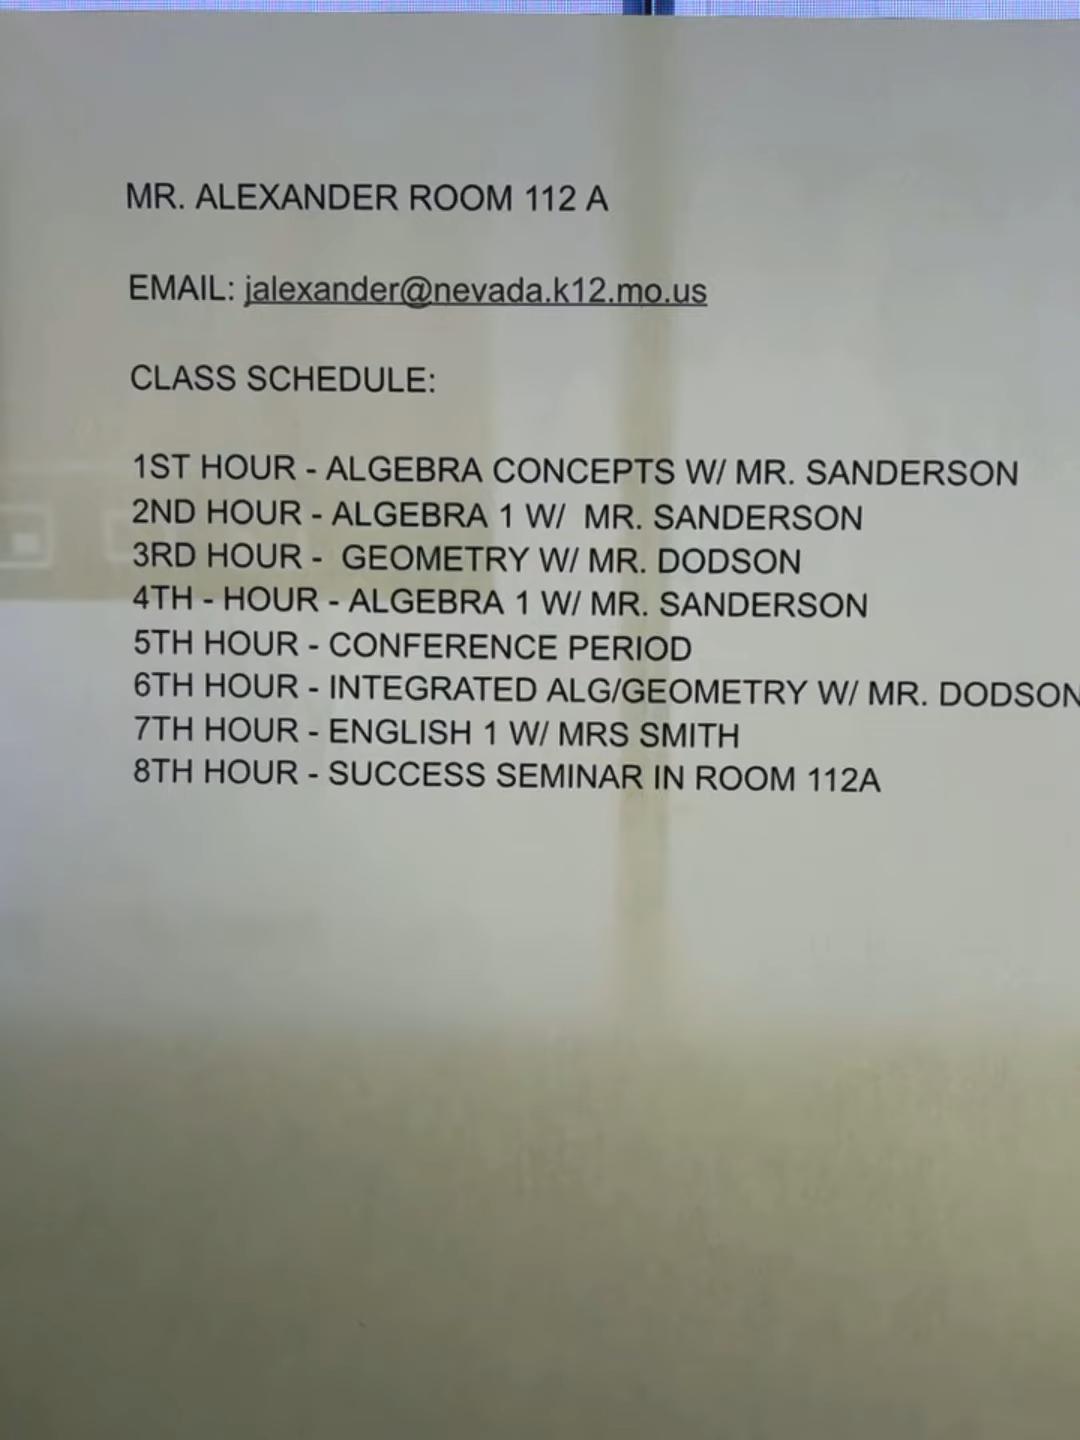 MR. ALEXANDER ROOM 112 A
EMAIL: jalexander@nevada.k12.mo.us
CLASS SCHEDULE:
1ST HOUR - ALGEBRA CONCEPTS W/ MR. SANDERSON
2ND HOUR - ALGEBRA 1 W/  MR. SANDERSON
3RD HOUR -  GEOMETRY W/ MR. DODSON
4TH - HOUR - ALGEBRA 1 W/ MR. SANDERSON
5TH HOUR - CONFERENCE PERIOD
6TH HOUR - INTEGRATED ALG/GEOMETRY W/ MR. DODSON
7TH HOUR - ENGLISH 1 W/ MRS SMITH
8TH HOUR - SUCCESS SEMINAR IN ROOM 112A